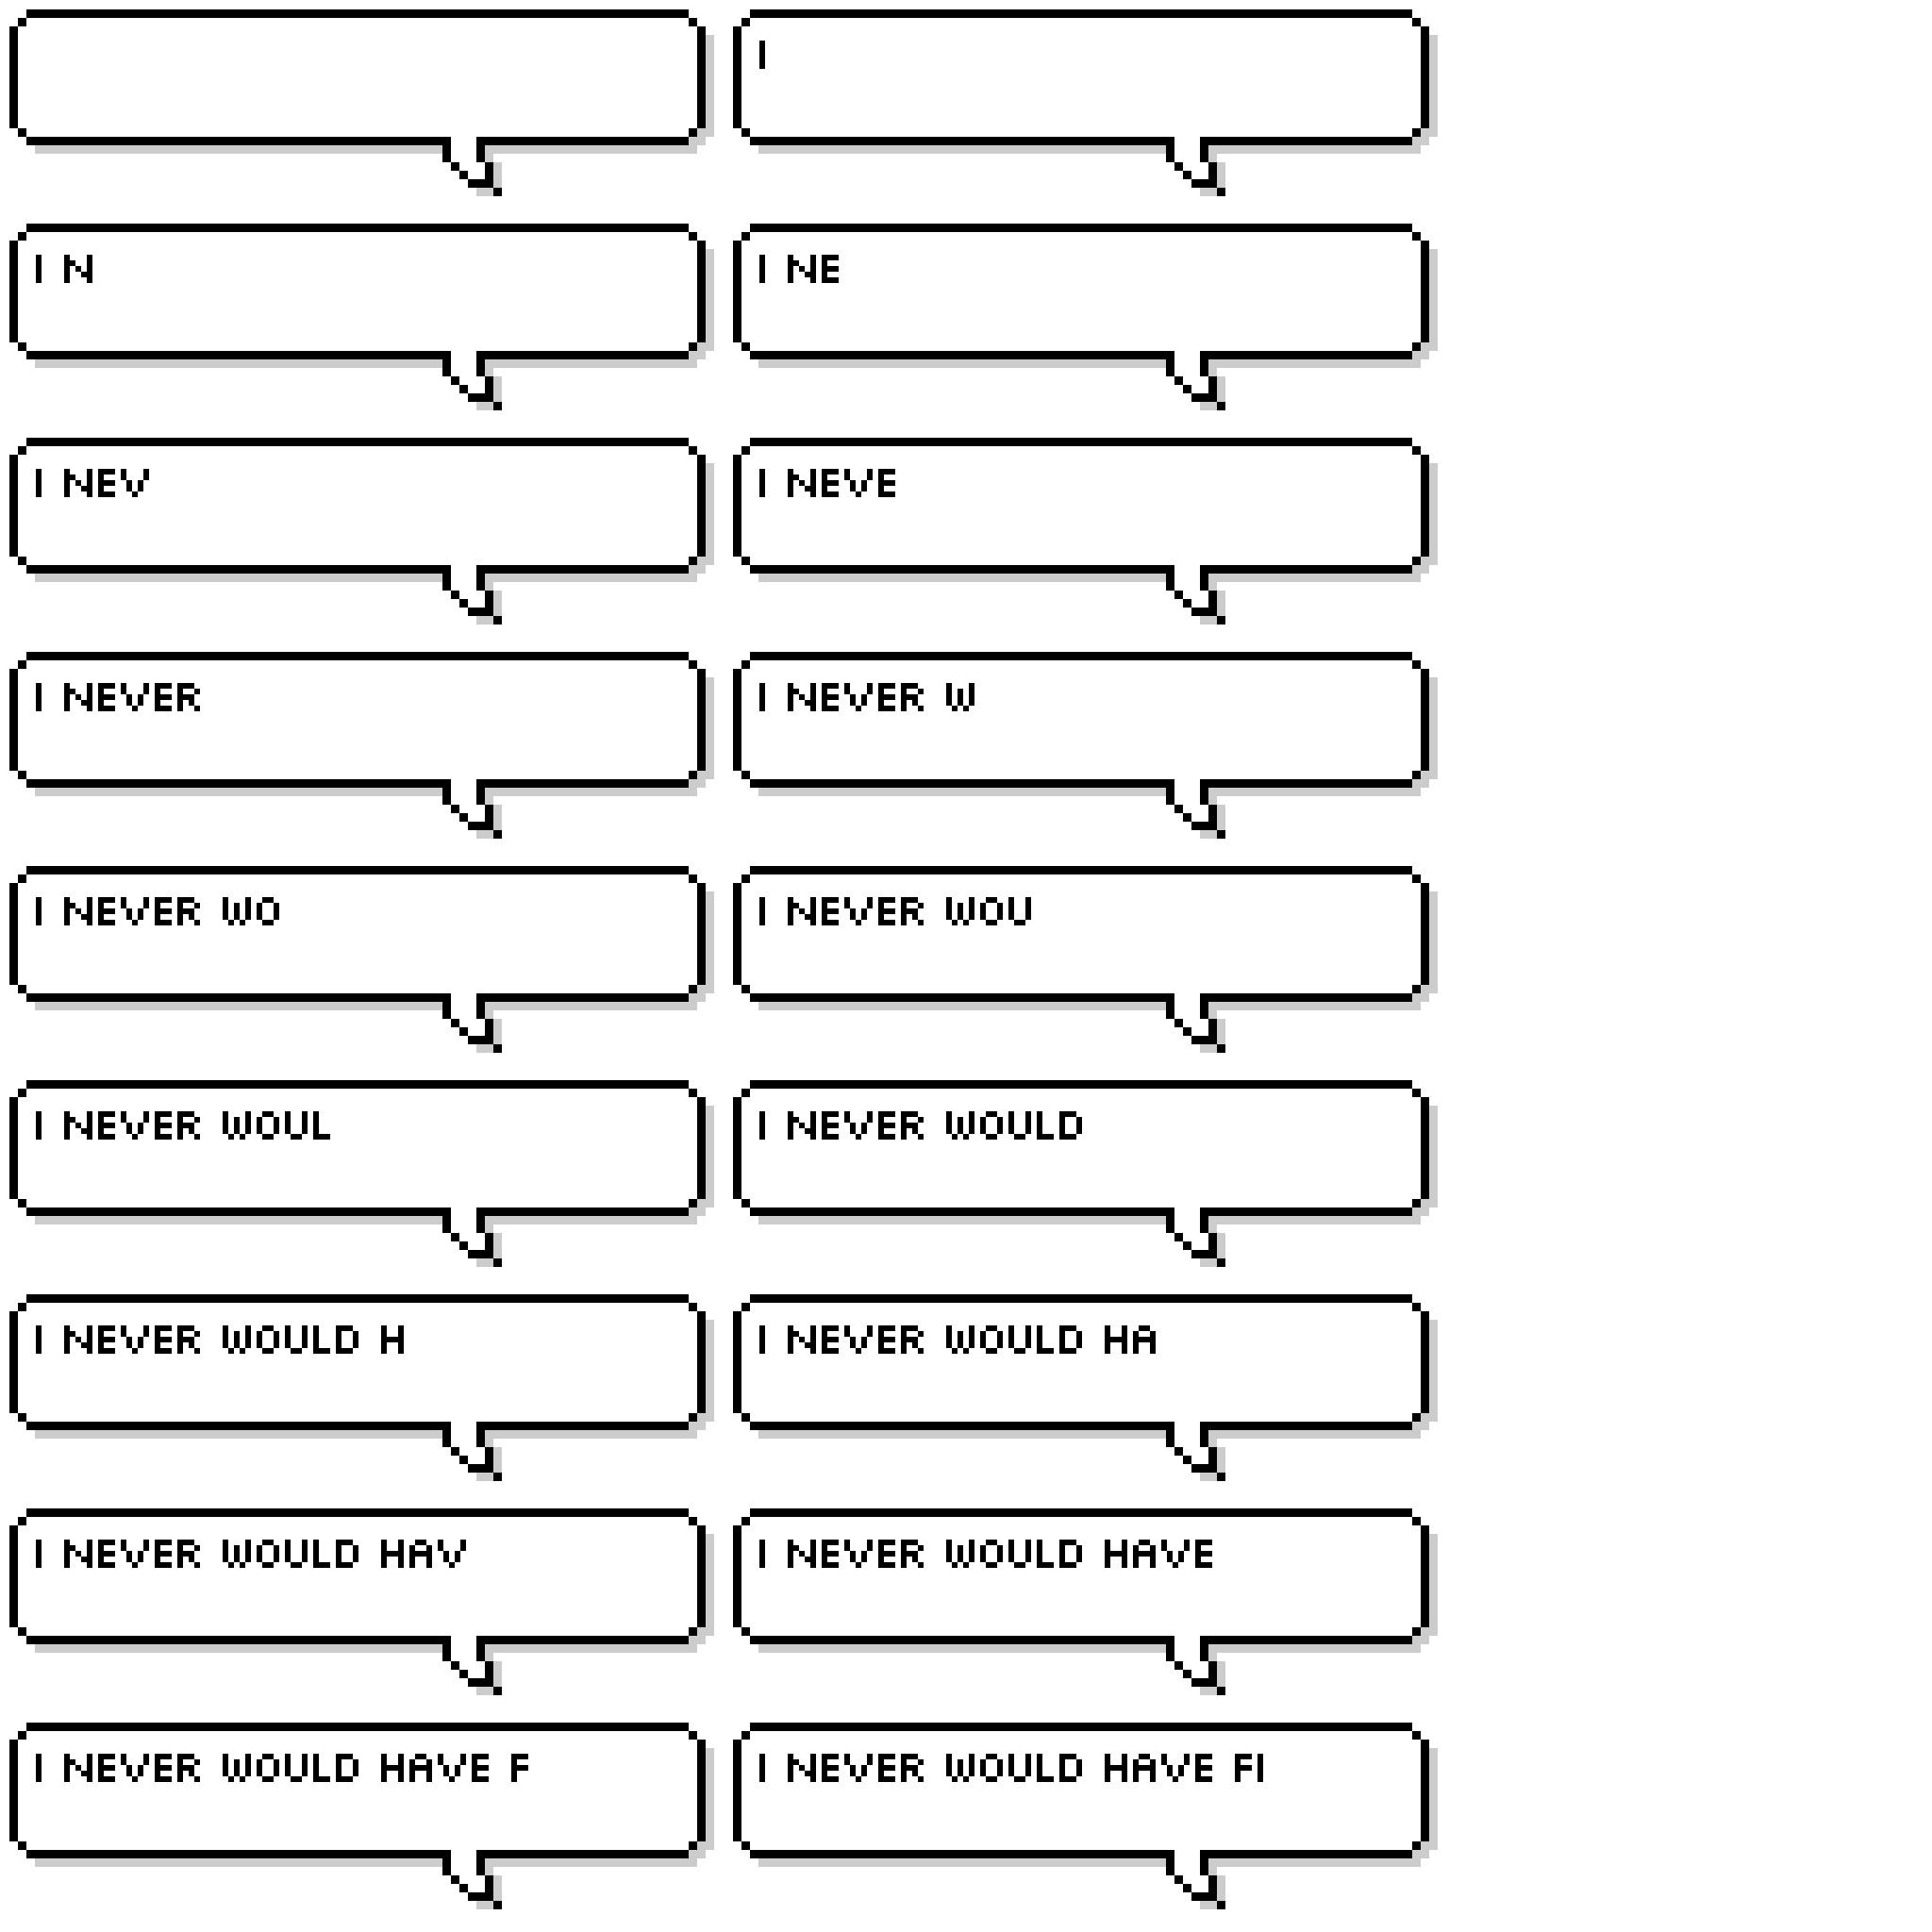 I
I N
I NE
I NEV
I NEVE
I NEVER
I NEVER W
I NEVER WO
I NEVER WOU
I NEVER WOUL
I NEVER WOULD
I NEVER WOULD H
I NEVER WOULD HA
I NEVER WOULD HAV
I NEVER WOULD HAVE
I NEVER WOULD HAVE F
I NEVER WOULD HAVE FI